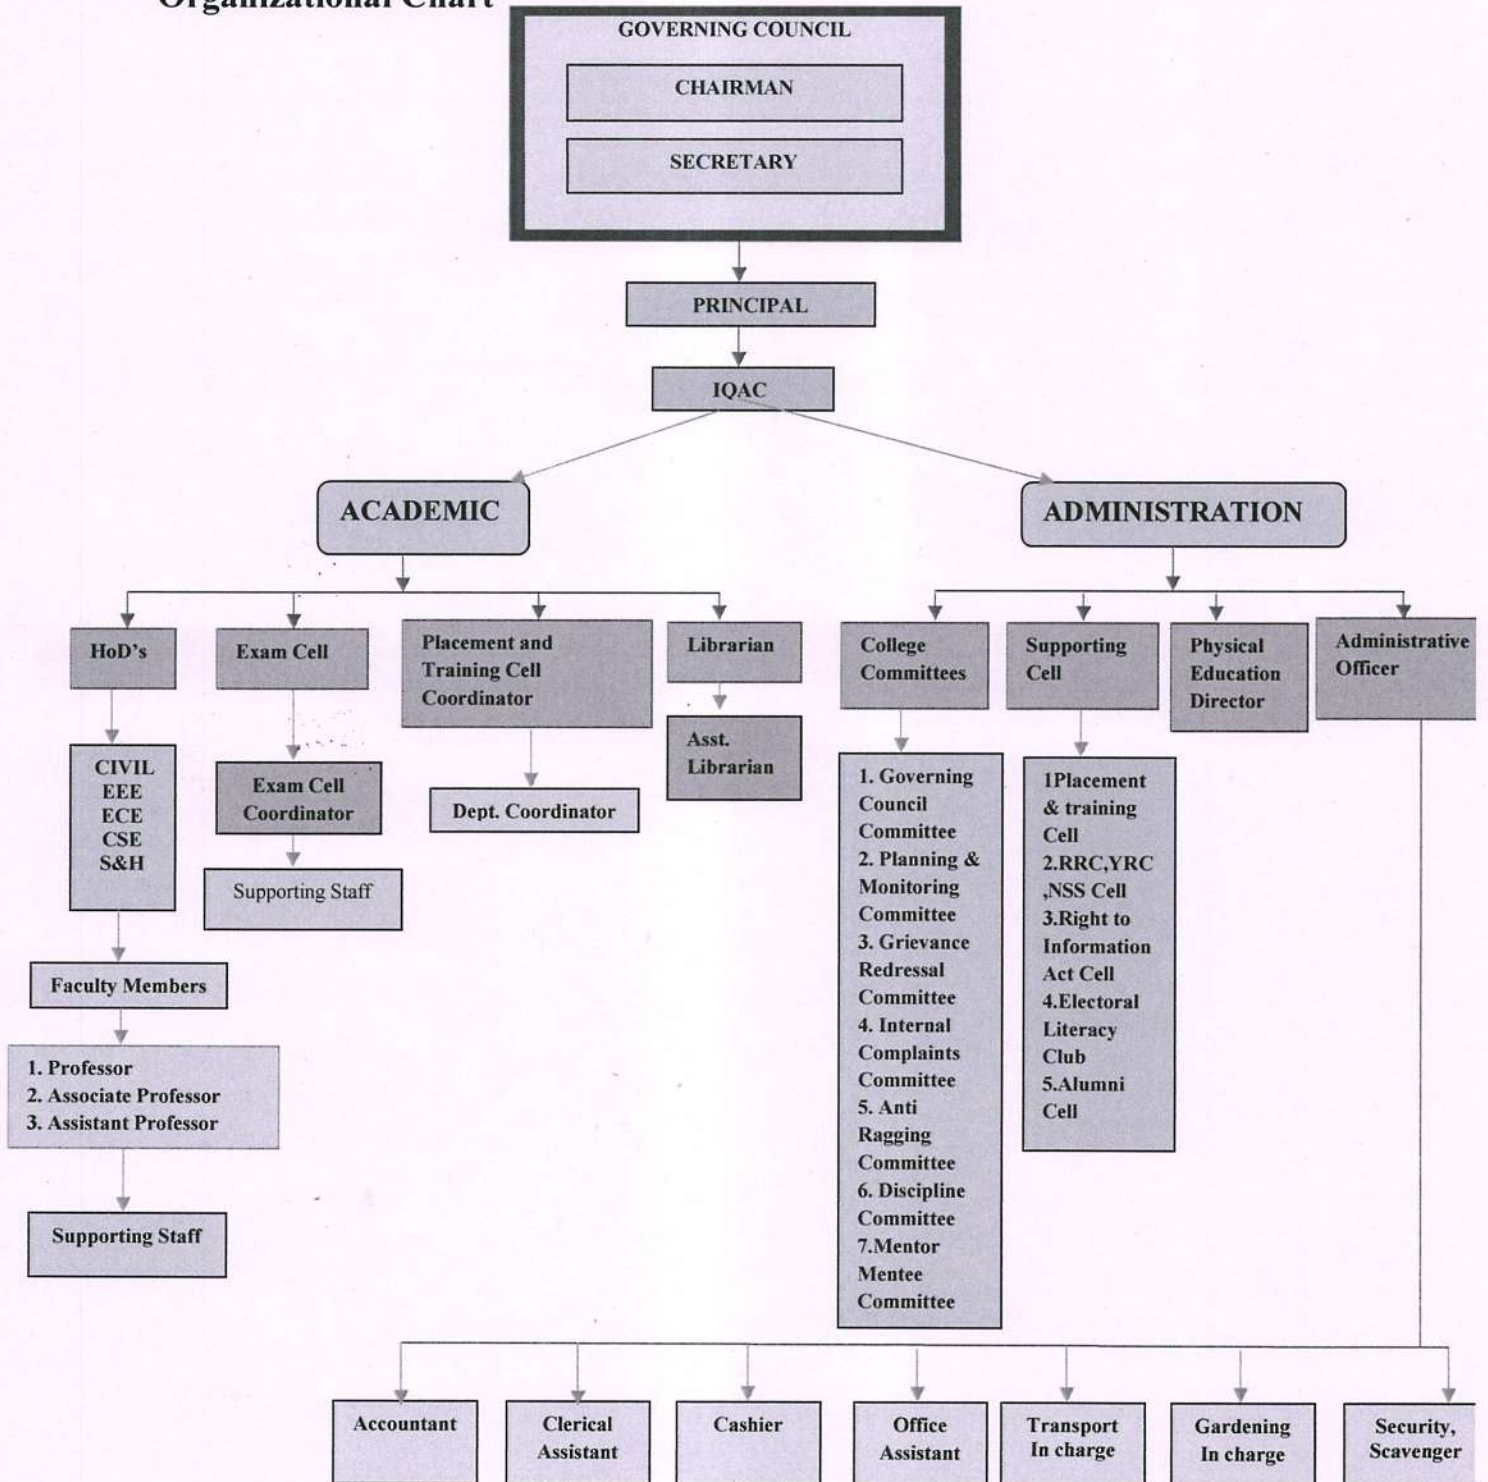 Organizational Chart
GOVERNING COUNCIL
CHAIRMAN
SECRETARY
PRINCIPAL
IQAC
ACADEMIC
ADMINISTRATION
HoD's
Exam Cell
Placement and
Training Cell
Coordinator
Librarian
College
Committees
Supporting
Cell
Physical
Education
Director
Administrative
Officer
CIVIL
EEE
ECE
CSE
S&H
Exam Cell
Coordinator
Dept. Coordinator
Asst.
Librarian
Supporting Staff
Faculty Members
1. Professor
2. Associate Professor
3. Assistant Professor
Supporting Staff
1. Governing
Council
Committee
2. Planning &
Monitoring
Committee
3. Grievance
Redressal
Committee
4. Internal
Complaints
Committee
5. Anti
Ragging
Committee
6. Discipline
Committee
7.Mentor
Mentee
Committee
1Placement
& training
Cell
2.RRC,YRC
,NSS Cell
3.Right to
Information
Act Cell
4.Electoral
Literacy
Club
5.Alumni
Cell
Accountant
Clerical
Assistant
Cashier
Office
Assistant
Transport
In charge
Gardening
In charge
Security,
Scavenger